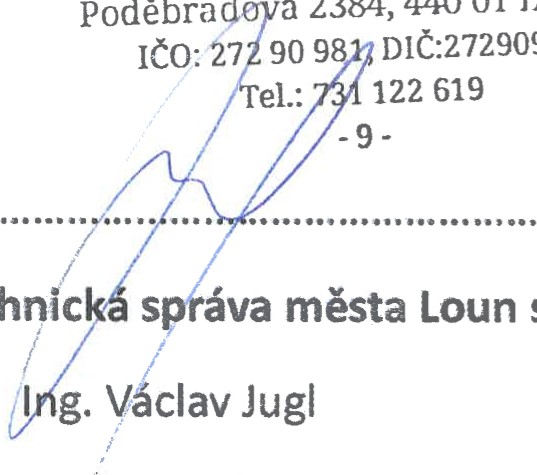 Poděbradova 2384, 440 01
IČO: 272 90 981, DIČ:272909
Tel.: 731 122 619
- 9 -
hnická správa města Loun s
Ing. Václav Jugl